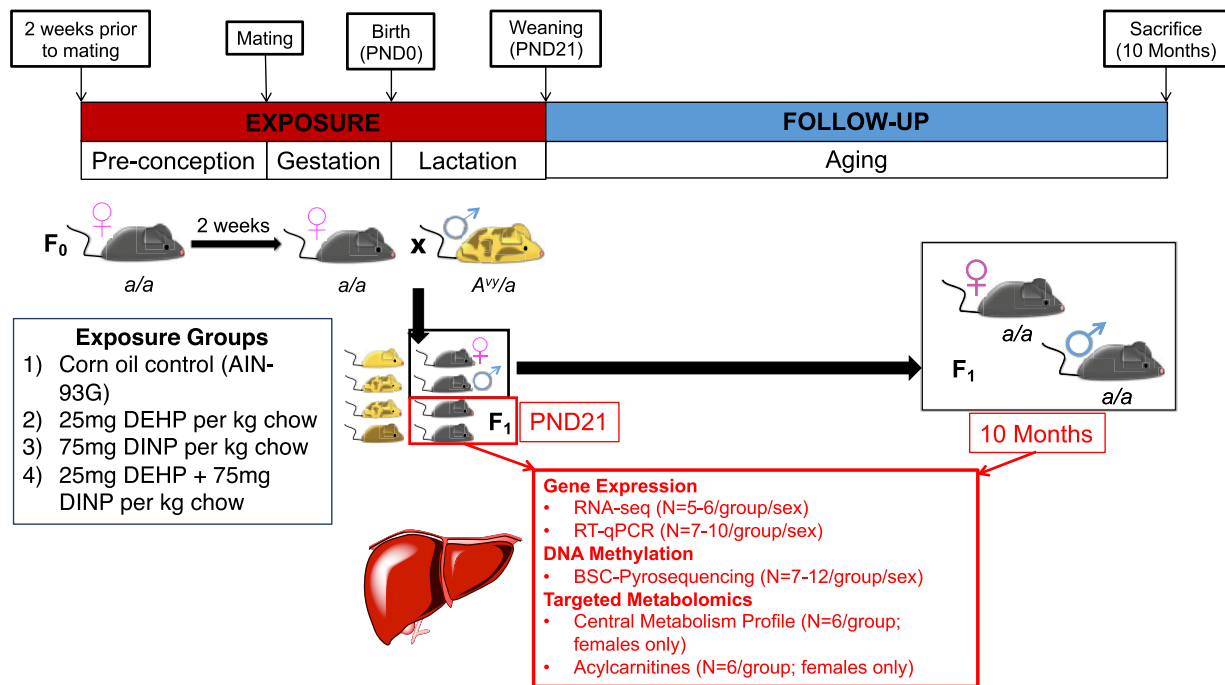 2 weeks prior
to mating
Mating
Birth
(PND0)
Weaning
(PND21)
Sacrifice
(10 Months)
EXPOSURE
FOLLOW-UP
Pre-conception
Gestation
Lactation
Aging
F0
♀
2 weeks
♀
x
♂
a/a
a/a
Avy/a
Exposure Groups
1) Corn oil control (AIN-
93G)
2) 25mg DEHP per kg chow
3) 75mg DINP per kg chow
4) 25mg DEHP + 75mg
DINP per kg chow
♀
♂
F1
PND21
♀
a/a
♂
F1
a/a
10 Months
Gene Expression
• RNA-seq (N=5-6/group/sex)
• RT-qPCR (N=7-10/group/sex)
DNA Methylation
• BSC-Pyrosequencing (N=7-12/group/sex)
Targeted Metabolomics
• Central Metabolism Profile (N=6/group;
females only)
• Acylcarnitines (N=6/group; females only)